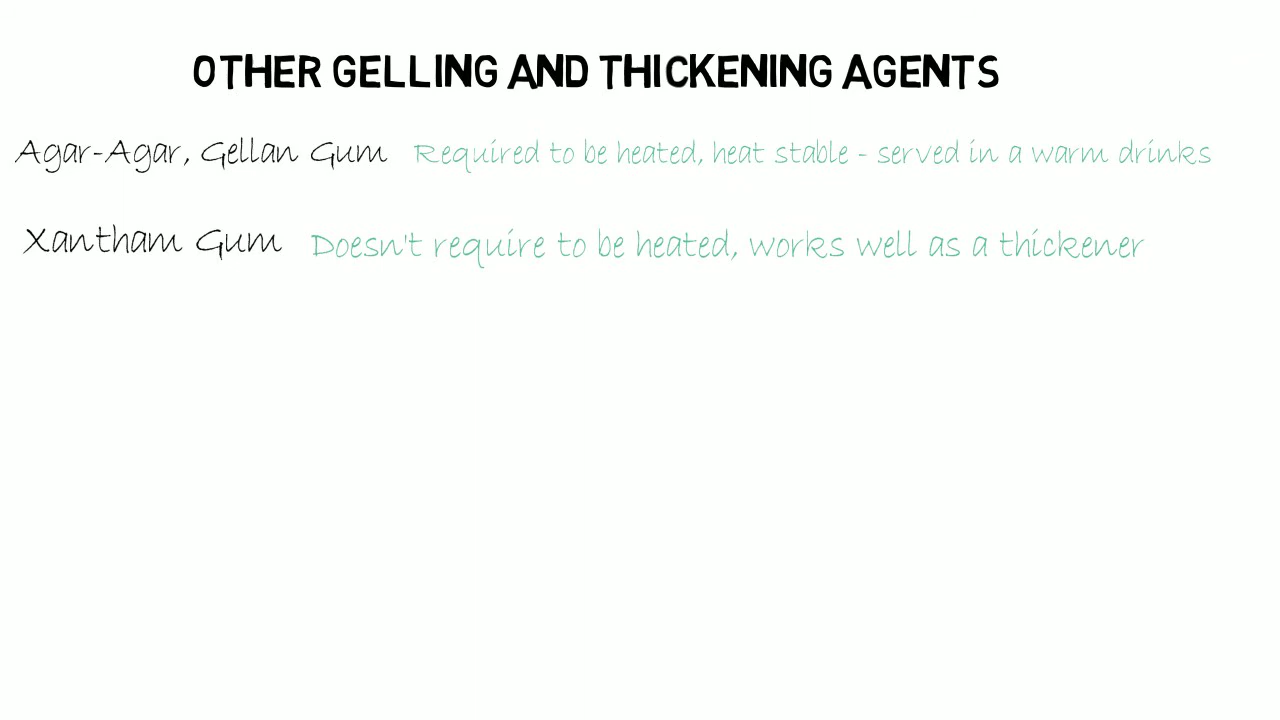 OTHER GELLING AND THICKENING AGENTS
Agar-Agar, Gellan Gum Required to be heated, heat stable - served in a warm drinks
Xantham Gum Doesn't require to be heated, works well as a thickener